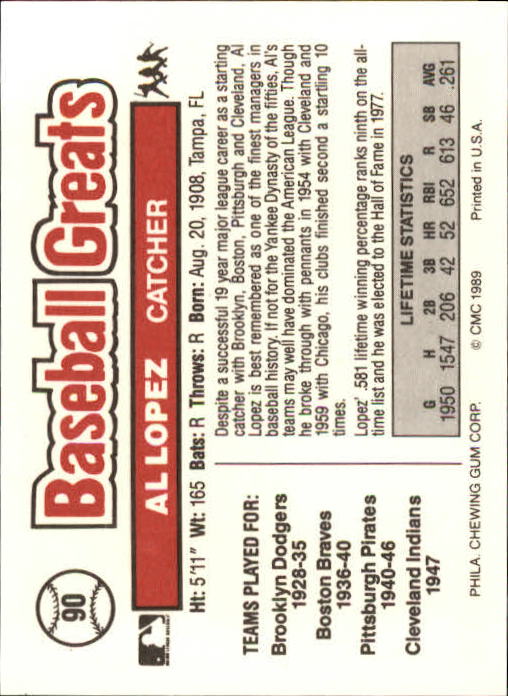 90
Baseball Greats
AL LOPEZ CATCHER
Ht: 5'11" Wt: 165 Bats: R Throws: R Born: Aug. 20, 1908, Tampa, FL
TEAMS PLAYED FOR:
Brooklyn Dodgers
1928-35
Boston Braves
1936-40
Pittsburgh Pirates
1940-46
Cleveland Indians
1947
Despite a successful 19 year major league career as a starting
catcher with Brooklyn, Boston, Pittsburgh and Cleveland, Al
Lopez is best remembered as one of the finest managers in
baseball history. If not for the Yankee Dynasty of the fifties, Al's
teams may well have dominated the American League. Though
he broke through with pennants in 1954 with Cleveland and
1959 with Chicago, his clubs finished second a startling 10
times.
Lopez' .581 lifetime winning percentage ranks ninth on the all-
time list and he was elected to the Hall of Fame in 1977.
LIFETIME STATISTICS
G H 2B 3B HR RBI R SB AVG
1950 1547 206 42 52 652 613 46 .261
PHILA. CHEWING GUM CORP. © CMC 1989 Printed in U.S.A.